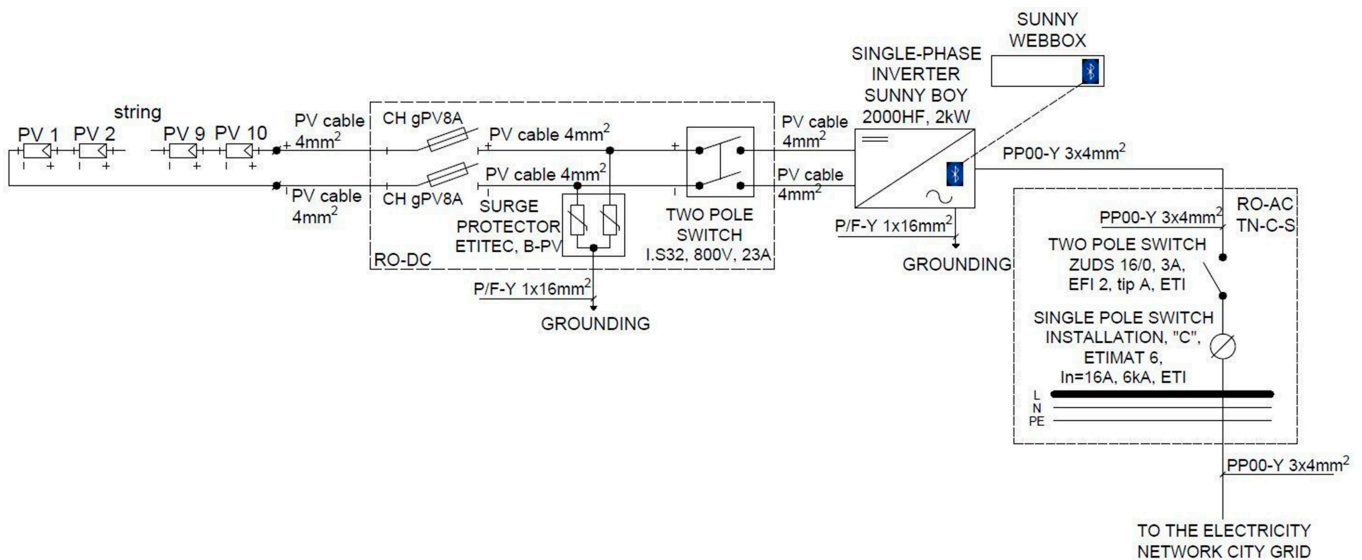 SUNNY
WEBBOX
SINGLE-PHASE
INVERTER
SUNNY BOY
2000HF, 2kW
string
PV 1
PV 2
PV 9
PV 10
PV cable
4mm²
CH gPV8A
PV cable 4mm²
PV cable
4mm²
PP00-Y 3x4mm²
PV cable
4mm²
CH gPV8A
PV cable 4mm²
PV cable
4mm²
SURGE
PROTECTOR
ETITEC, B-PV
TWO POLE
SWITCH
I.S32, 800V, 23A
RO-DC
P/F-Y 1x16mm²
GROUNDING
P/F-Y 1x16mm²
GROUNDING
RO-AC
TN-C-S
PP00-Y 3x4mm²
TWO POLE SWITCH
ZUDS 16/0, 3A,
EFI 2, tip A, ETI
SINGLE POLE SWITCH
INSTALLATION, "C",
ETIMAT 6,
In=16A, 6kA, ETI
L
N
PE
PP00-Y 3x4mm²
TO THE ELECTRICITY
NETWORK CITY GRID